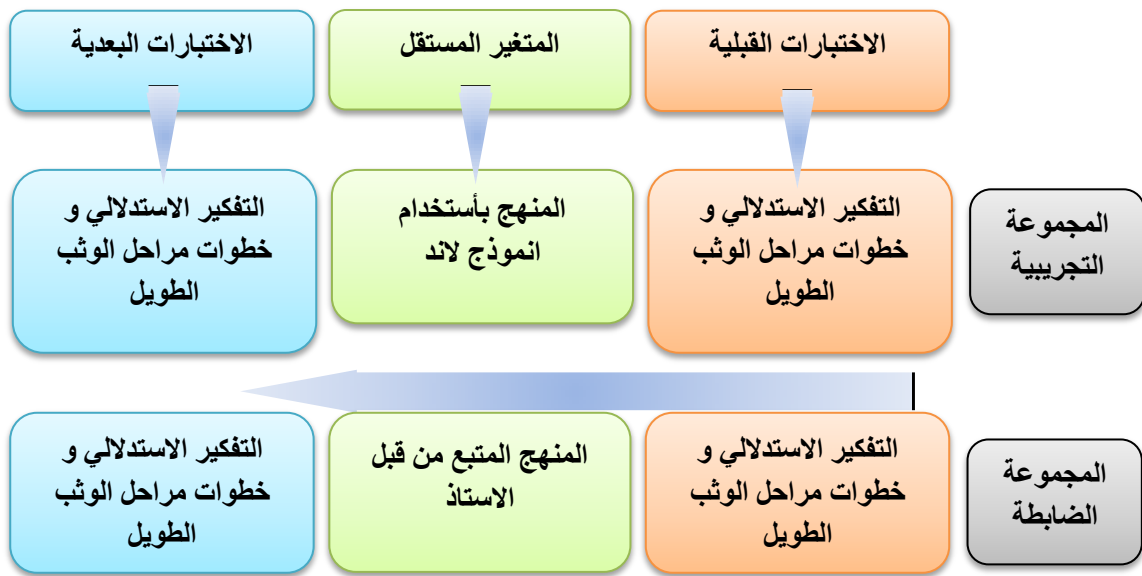 الاختبارات القبلية
المتغير المستقل
الاختبارات البعدية
المجموعة
التجريبية
التفكير الاستدلالي و
خطوات مراحل الوثب
الطويل
المنهج بأستخدام
انموذج لاند
التفكير الاستدلالي و
خطوات مراحل الوثب
الطويل
المجموعة
الضابطة
التفكير الاستدلالي و
خطوات مراحل الوثب
الطويل
المنهج المتبع من قبل
الاستاذ
التفكير الاستدلالي و
خطوات مراحل الوثب
الطويل